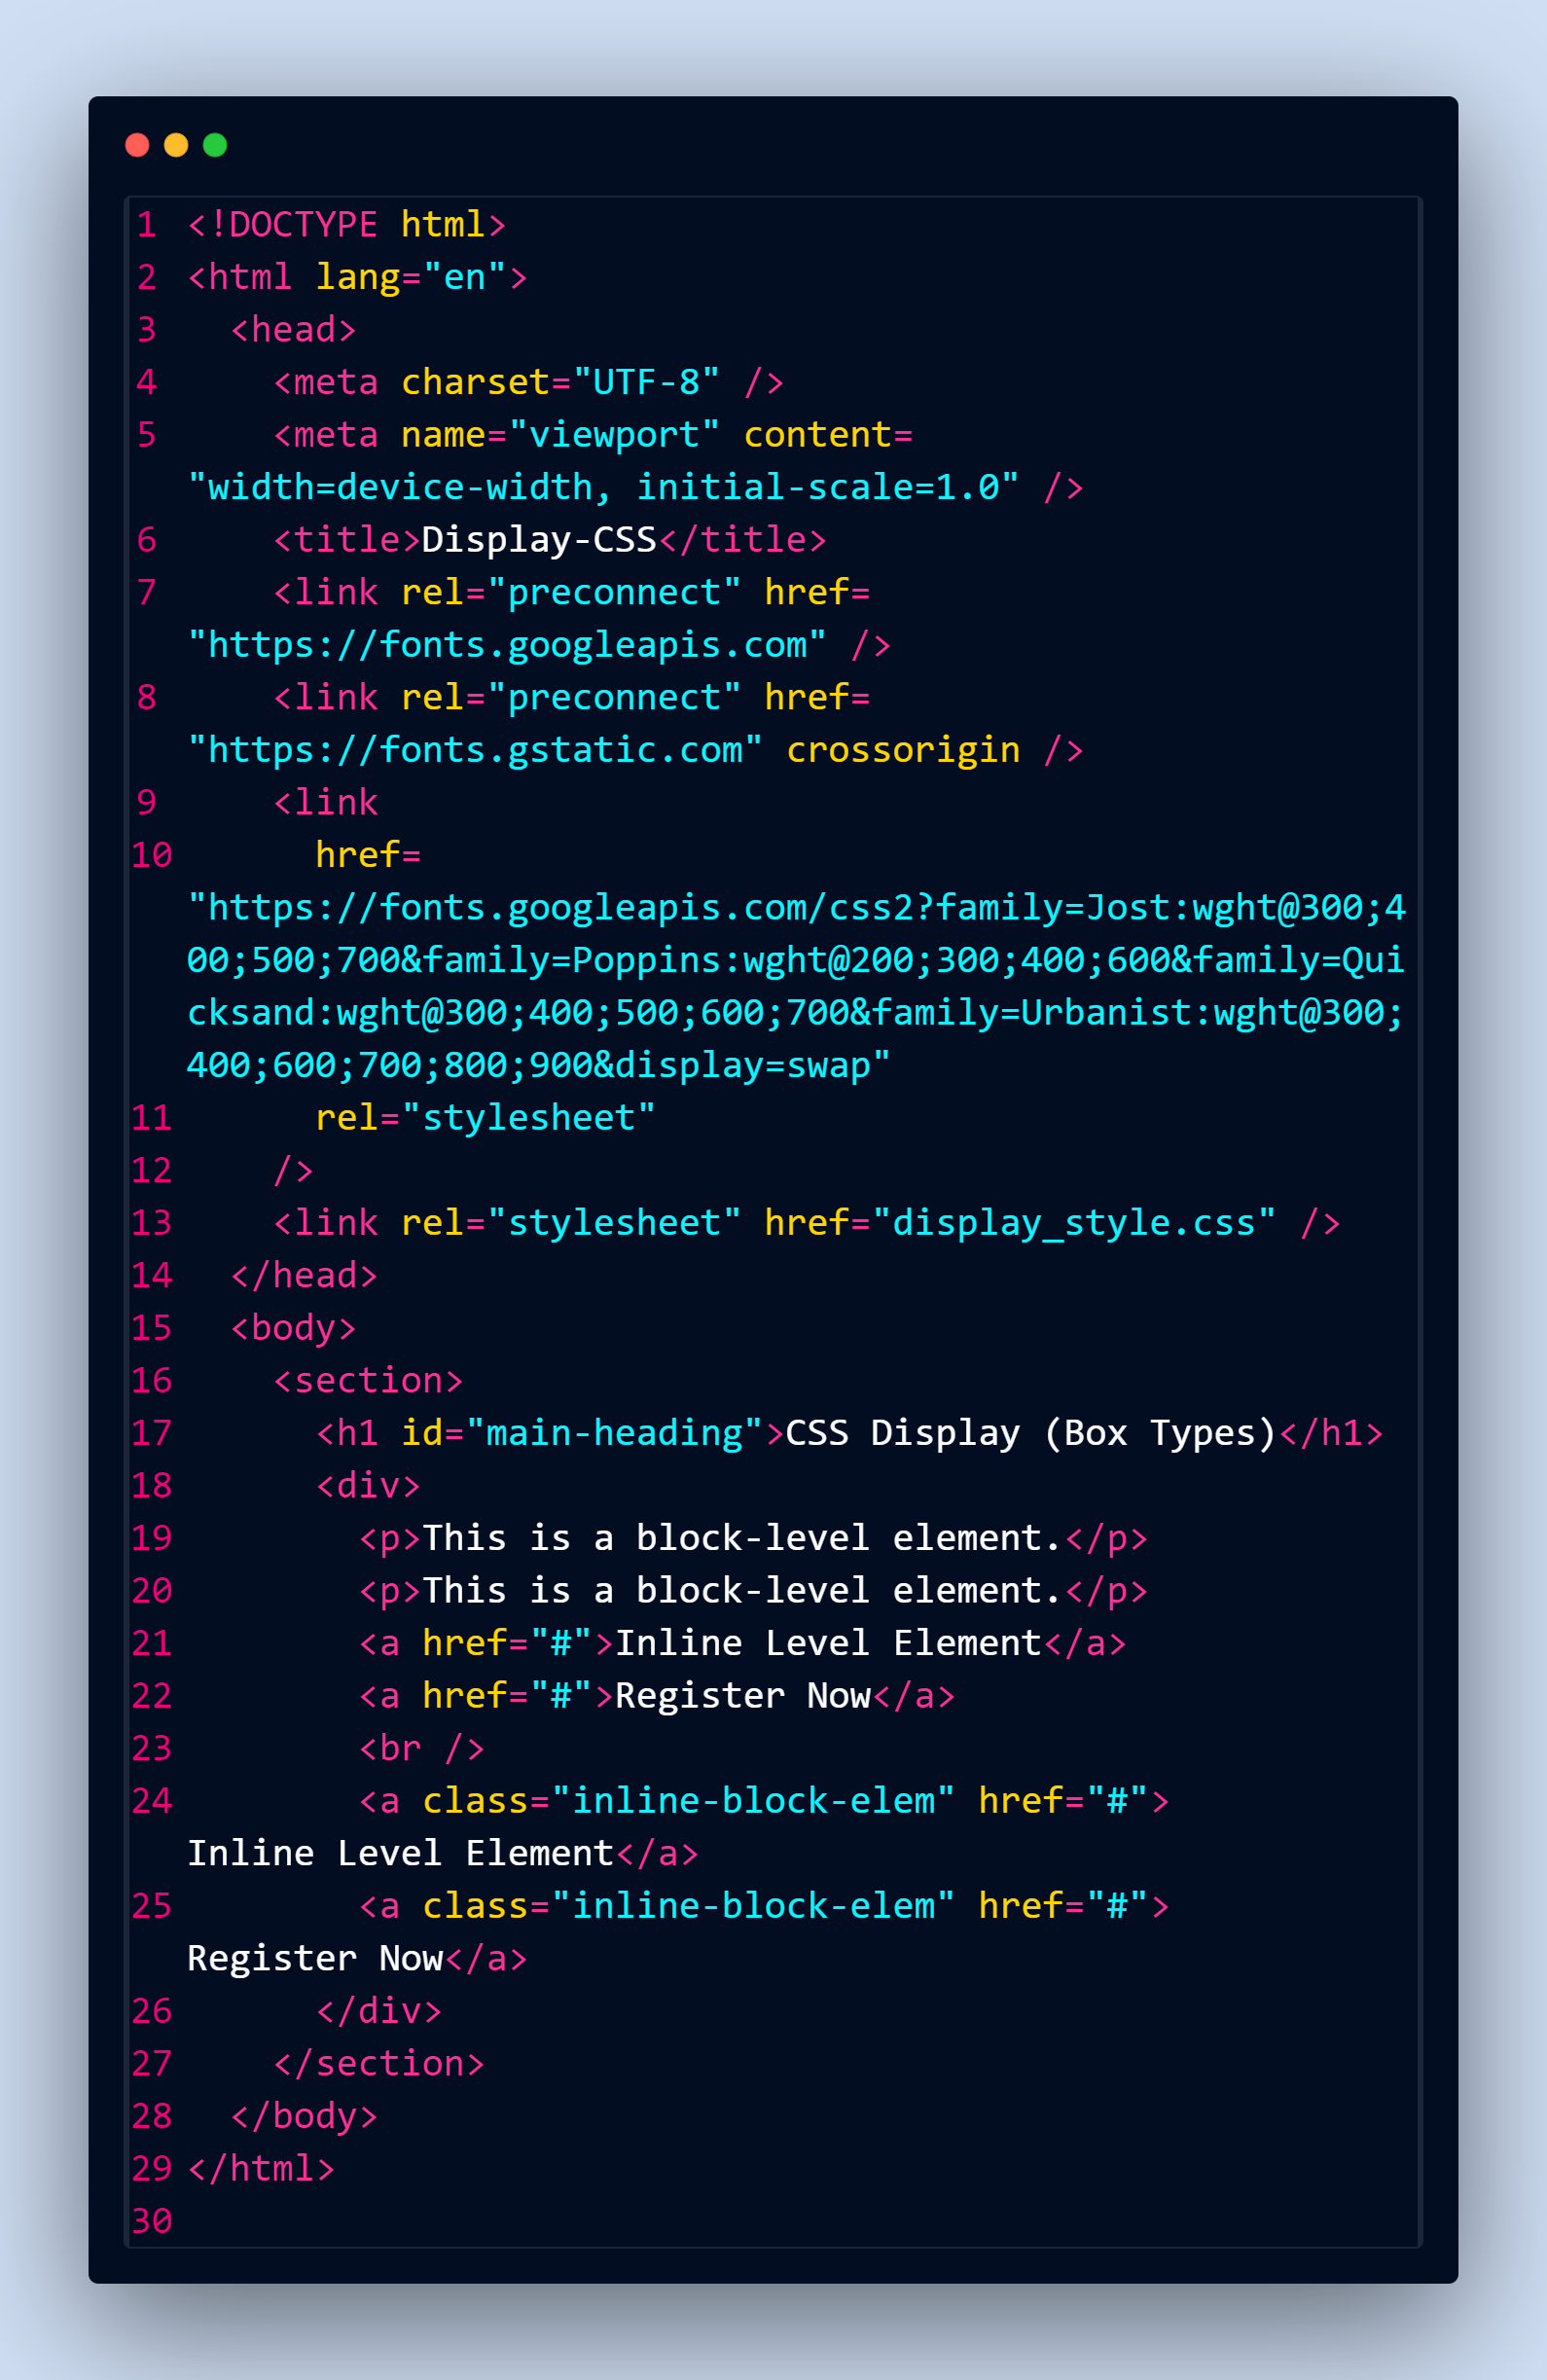 1 <!DOCTYPE html>
2 <html lang="en">
3   <head>
4     <meta charset="UTF-8" />
5     <meta name="viewport" content=
"width=device-width, initial-scale=1.0" />
6     <title>Display-CSS</title>
7     <link rel="preconnect" href=
"https://fonts.googleapis.com" />
8     <link rel="preconnect" href=
"https://fonts.gstatic.com" crossorigin />
9     <link
10       href=
"https://fonts.googleapis.com/css2?family=Jost:wght@300;4
00;500;700&family=Poppins:wght@200;300;400;600&family=Qui
cksand:wght@300;400;500;600;700&family=Urbanist:wght@300;
400;600;700;800;900&display=swap"
11       rel="stylesheet"
12     />
13     <link rel="stylesheet" href="display_style.css" />
14   </head>
15   <body>
16     <section>
17       <h1 id="main-heading">CSS Display (Box Types)</h1>
18       <div>
19         <p>This is a block-level element.</p>
20         <p>This is a block-level element.</p>
21         <a href="#">Inline Level Element</a>
22         <a href="#">Register Now</a>
23         <br />
24         <a class="inline-block-elem" href="#">
Inline Level Element</a>
25         <a class="inline-block-elem" href="#">
Register Now</a>
26       </div>
27     </section>
28   </body>
29 </html>
30